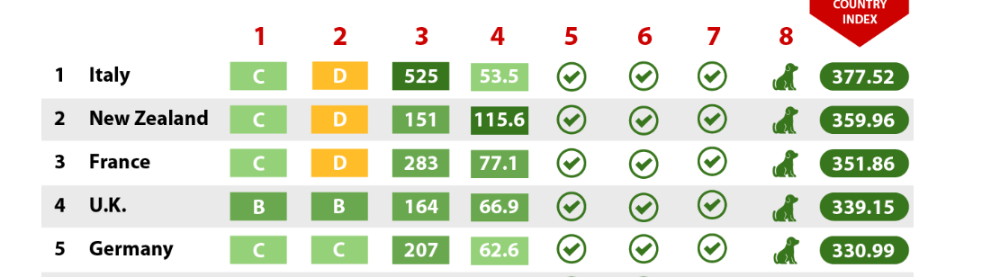 COUNTRY
INDEX
1 2 3 4 5 6 7 8
1 Italy C D 525 53.5 377.52
2 New Zealand C D 151 115.6 359.96
3 France C D 283 77.1 351.86
4 U.K. B B 164 66.9 339.15
5 Germany C C 207 62.6 330.99